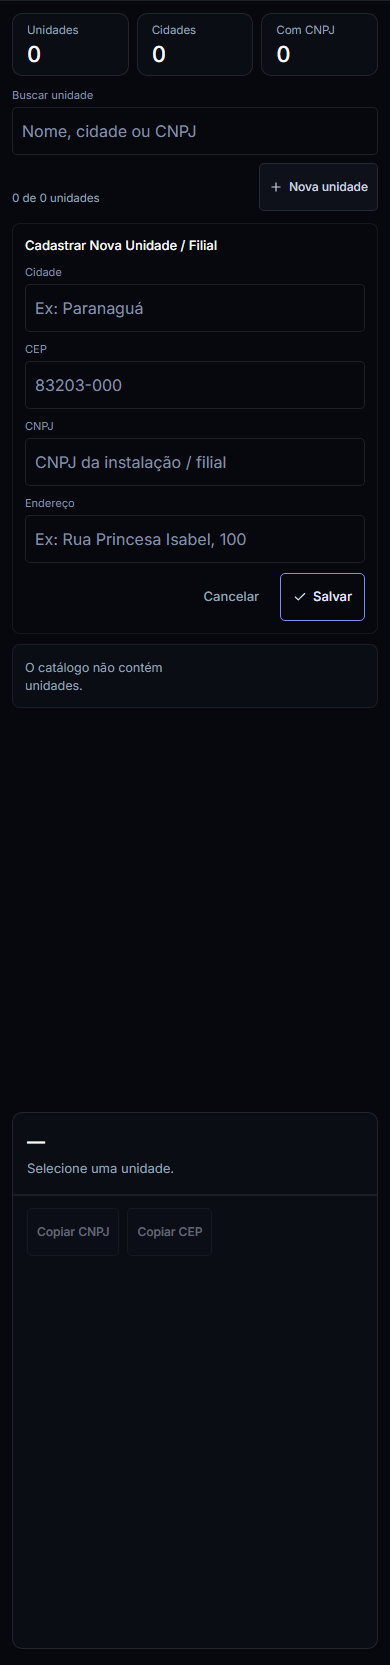 Unidades
0
Cidades
0
Com CNPJ
0
Buscar unidade
Nome, cidade ou CNPJ
0 de 0 unidades
+ Nova unidade
Cadastrar Nova Unidade / Filial
Cidade
Ex: Paranaguá
CEP
83203-000
CNPJ
CNPJ da instalação / filial
Endereço
Ex: Rua Princesa Isabel, 100
Cancelar
Salvar
O catálogo não contém
unidades.
—
Selecione uma unidade.
Copiar CNPJ
Copiar CEP